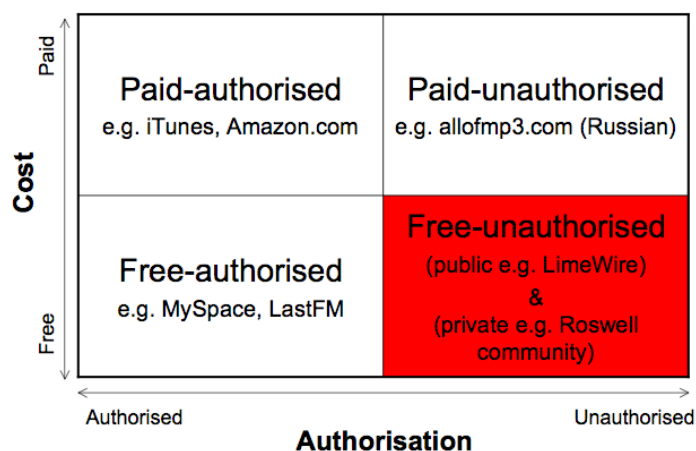 Paid
Cost
Free
Paid-authorised
e.g. iTunes, Amazon.com
Paid-unauthorised
e.g. allofmp3.com (Russian)
Free-authorised
e.g. MySpace, LastFM
Free-unauthorised
(public e.g. LimeWire)
&
(private e.g. Roswell
community)
Authorised
Unauthorised
Authorisation